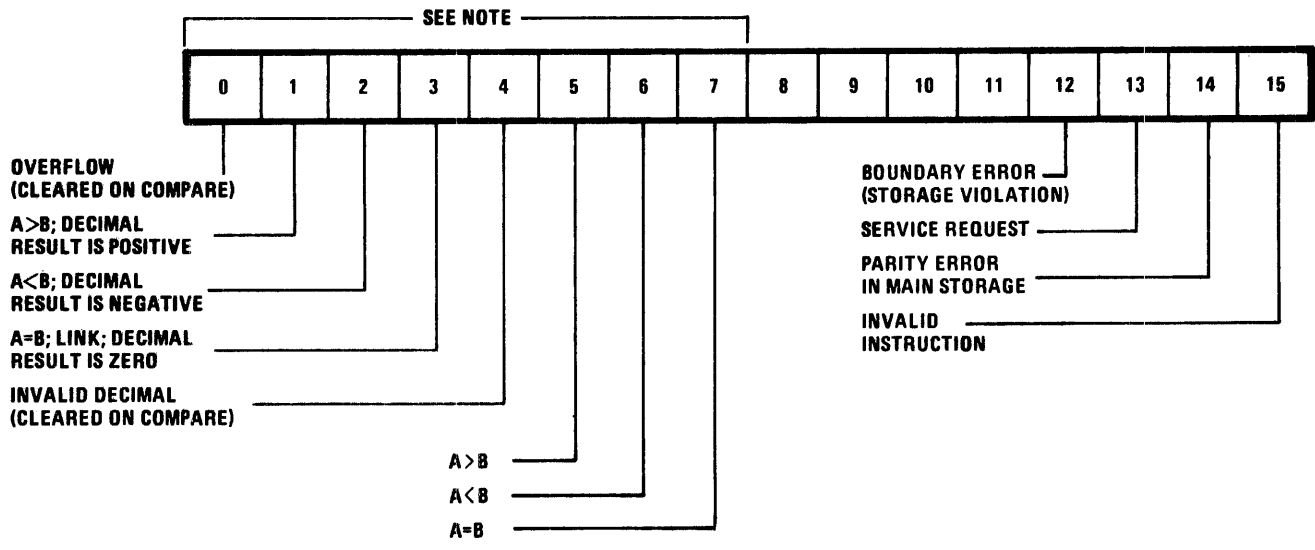 SEE NOTE
0 1 2 3 4 5 6 7 8 9 10 11 12 13 14 15
OVERFLOW
(CLEARED ON COMPARE)
A>B; DECIMAL
RESULT IS POSITIVE
A<B; DECIMAL
RESULT IS NEGATIVE
A=B; LINK; DECIMAL
RESULT IS ZERO
INVALID DECIMAL
(CLEARED ON COMPARE)
A>B
A<B
A=B
BOUNDARY ERROR
(STORAGE VIOLATION)
SERVICE REQUEST
PARITY ERROR
IN MAIN STORAGE
INVALID
INSTRUCTION